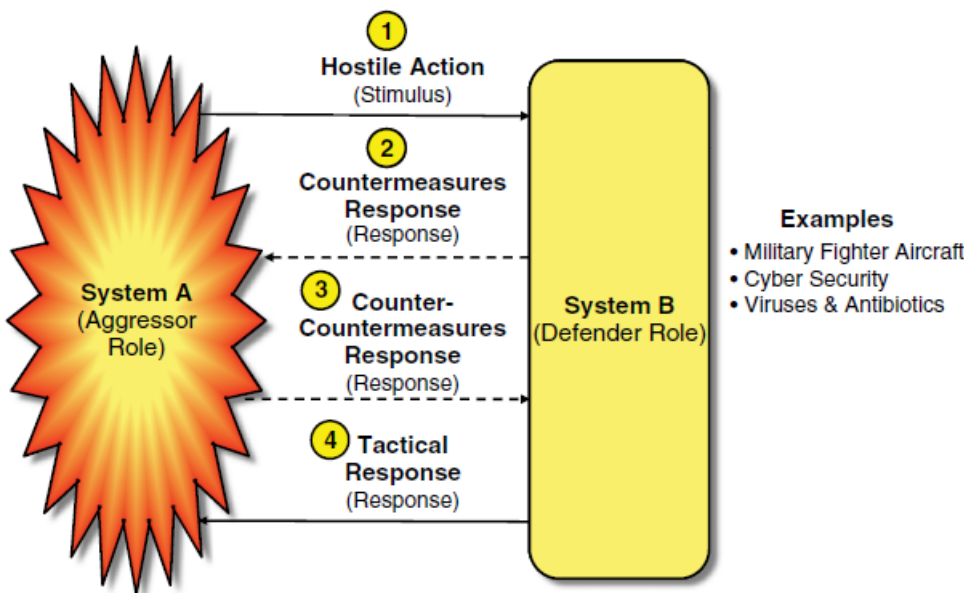 1
Hostile Action
(Stimulus)
2
Countermeasures
Response
(Response)
3
Counter-
Countermeasures
Response
(Response)
4
Tactical
Response
(Response)
System A
(Aggressor
Role)
System B
(Defender Role)
Examples
• Military Fighter Aircraft
• Cyber Security
• Viruses & Antibiotics